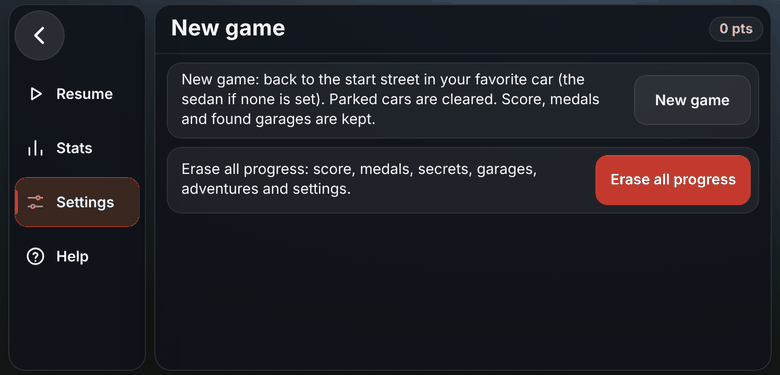 New game
0 pts
Resume
Stats
Settings
Help
New game: back to the start street in your favorite car (the
sedan if none is set). Parked cars are cleared. Score, medals
and found garages are kept.
New game
Erase all progress: score, medals, secrets, garages,
adventures and settings.
Erase all progress